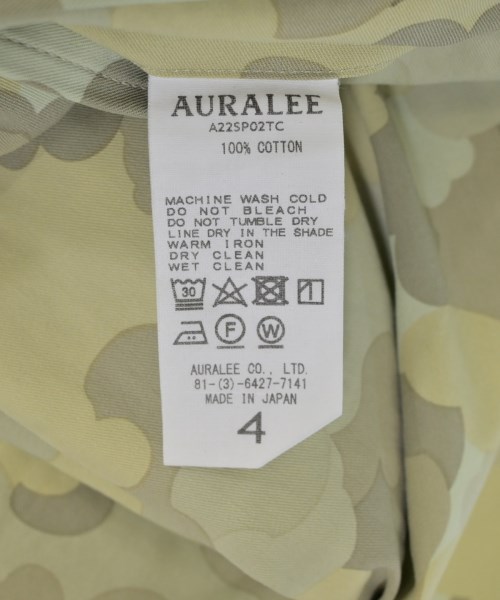 AURALEE
A22SP02TC
100% COTTON
MACHINE WASH COLD
DO NOT BLEACH
DO NOT TUMBLE DRY
LINE DRY IN THE SHADE
WARM IRON
DRY CLEAN
WET CLEAN
30
F W
AURALEE CO., LTD.
81-(3)-6427-7141
MADE IN JAPAN
4